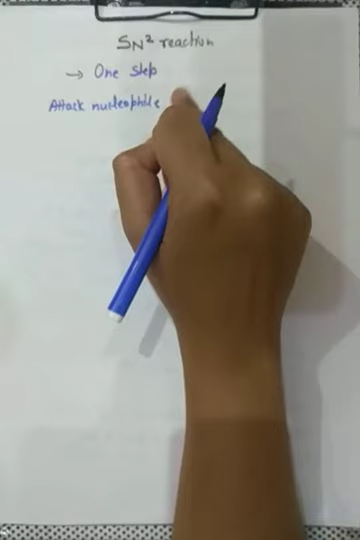 SN² reaction
→ One step
Attack nucleophile